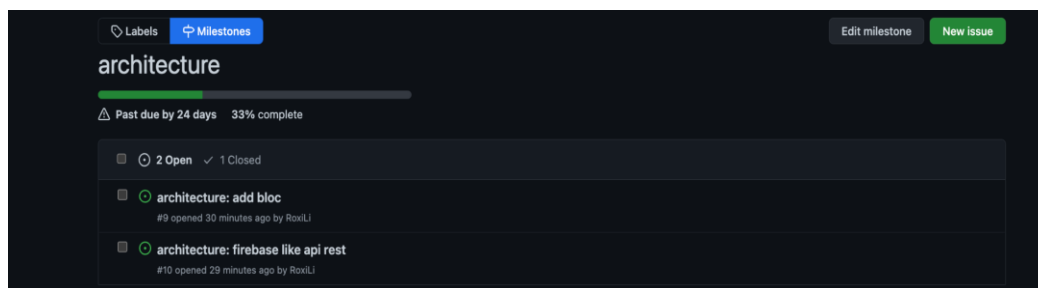 Labels Milestones Edit milestone New issue
architecture
Past due by 24 days 33% complete
2 Open 1 Closed
architecture: add bloc
#9 opened 30 minutes ago by RoxiLi
architecture: firebase like api rest
#10 opened 29 minutes ago by RoxiLi